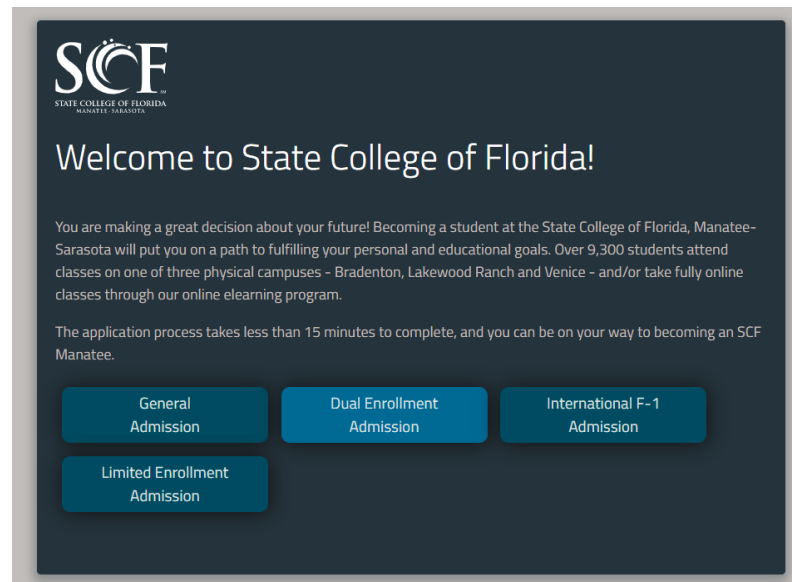 SCF
STATE COLLEGE OF FLORIDA
MANATEE-SARASOTA
Welcome to State College of Florida!
You are making a great decision about your future! Becoming a student at the State College of Florida, Manatee-
Sarasota will put you on a path to fulfilling your personal and educational goals. Over 9,300 students attend
classes on one of three physical campuses - Bradenton, Lakewood Ranch and Venice - and/or take fully online
classes through our online elearning program.
The application process takes less than 15 minutes to complete, and you can be on your way to becoming an SCF
Manatee.
General
Admission
Dual Enrollment
Admission
International F-1
Admission
Limited Enrollment
Admission